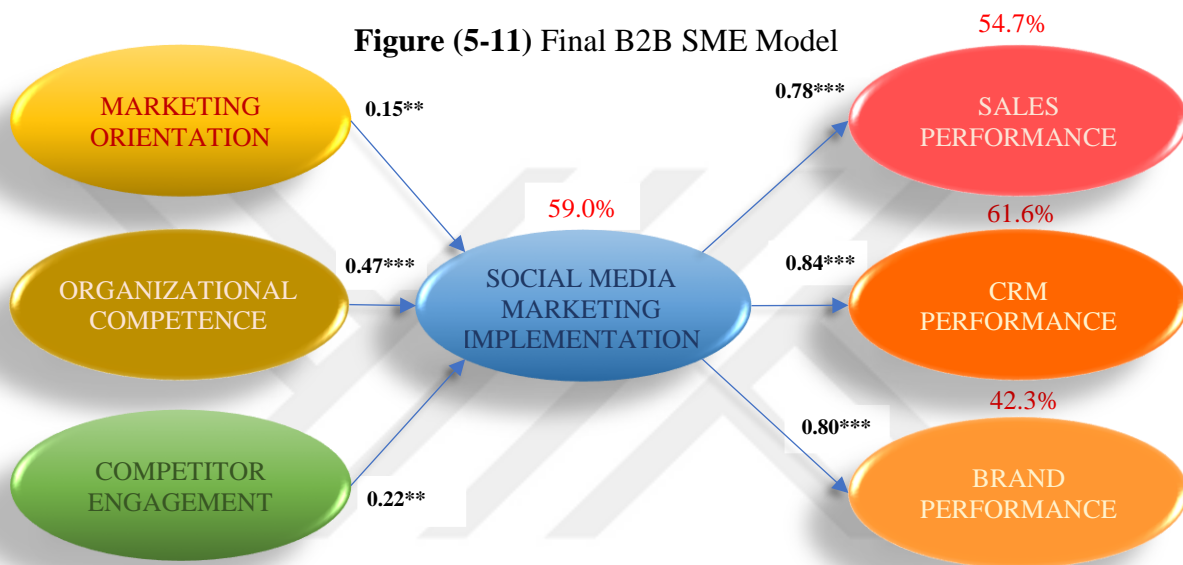 Figure (5-11) Final B2B SME Model
54.7%
MARKETING
ORIENTATION
0.15**
0.78***
SALES
PERFORMANCE
59.0%
61.6%
ORGANIZATIONAL
COMPETENCE
0.47***
SOCIAL MEDIA
MARKETING
IMPLEMENTATION
0.84***
CRM
PERFORMANCE
42.3%
COMPETITOR
ENGAGEMENT
0.22**
0.80***
BRAND
PERFORMANCE